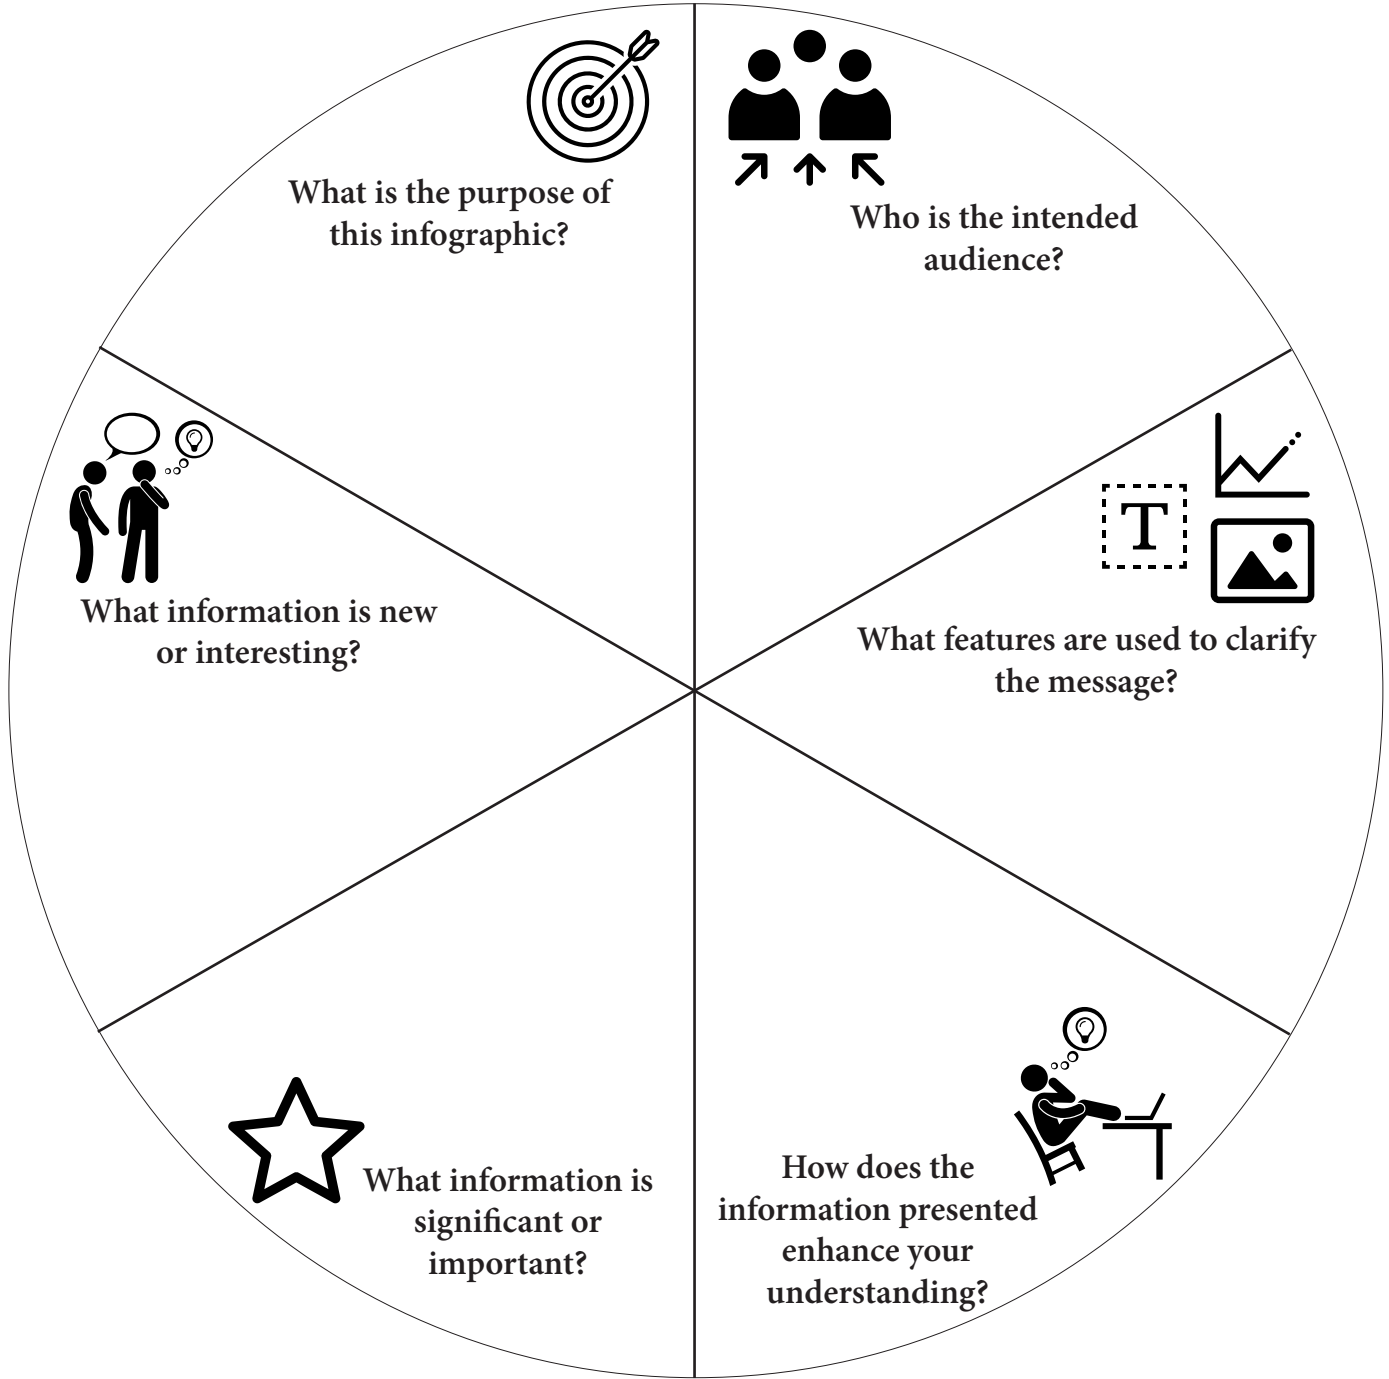 What is the purpose of
this infographic?
Who is the intended
audience?
What information is new
or interesting?
T
What features are used to clarify
the message?
What information is
significant or
important?
How does the
information presented
enhance your
understanding?